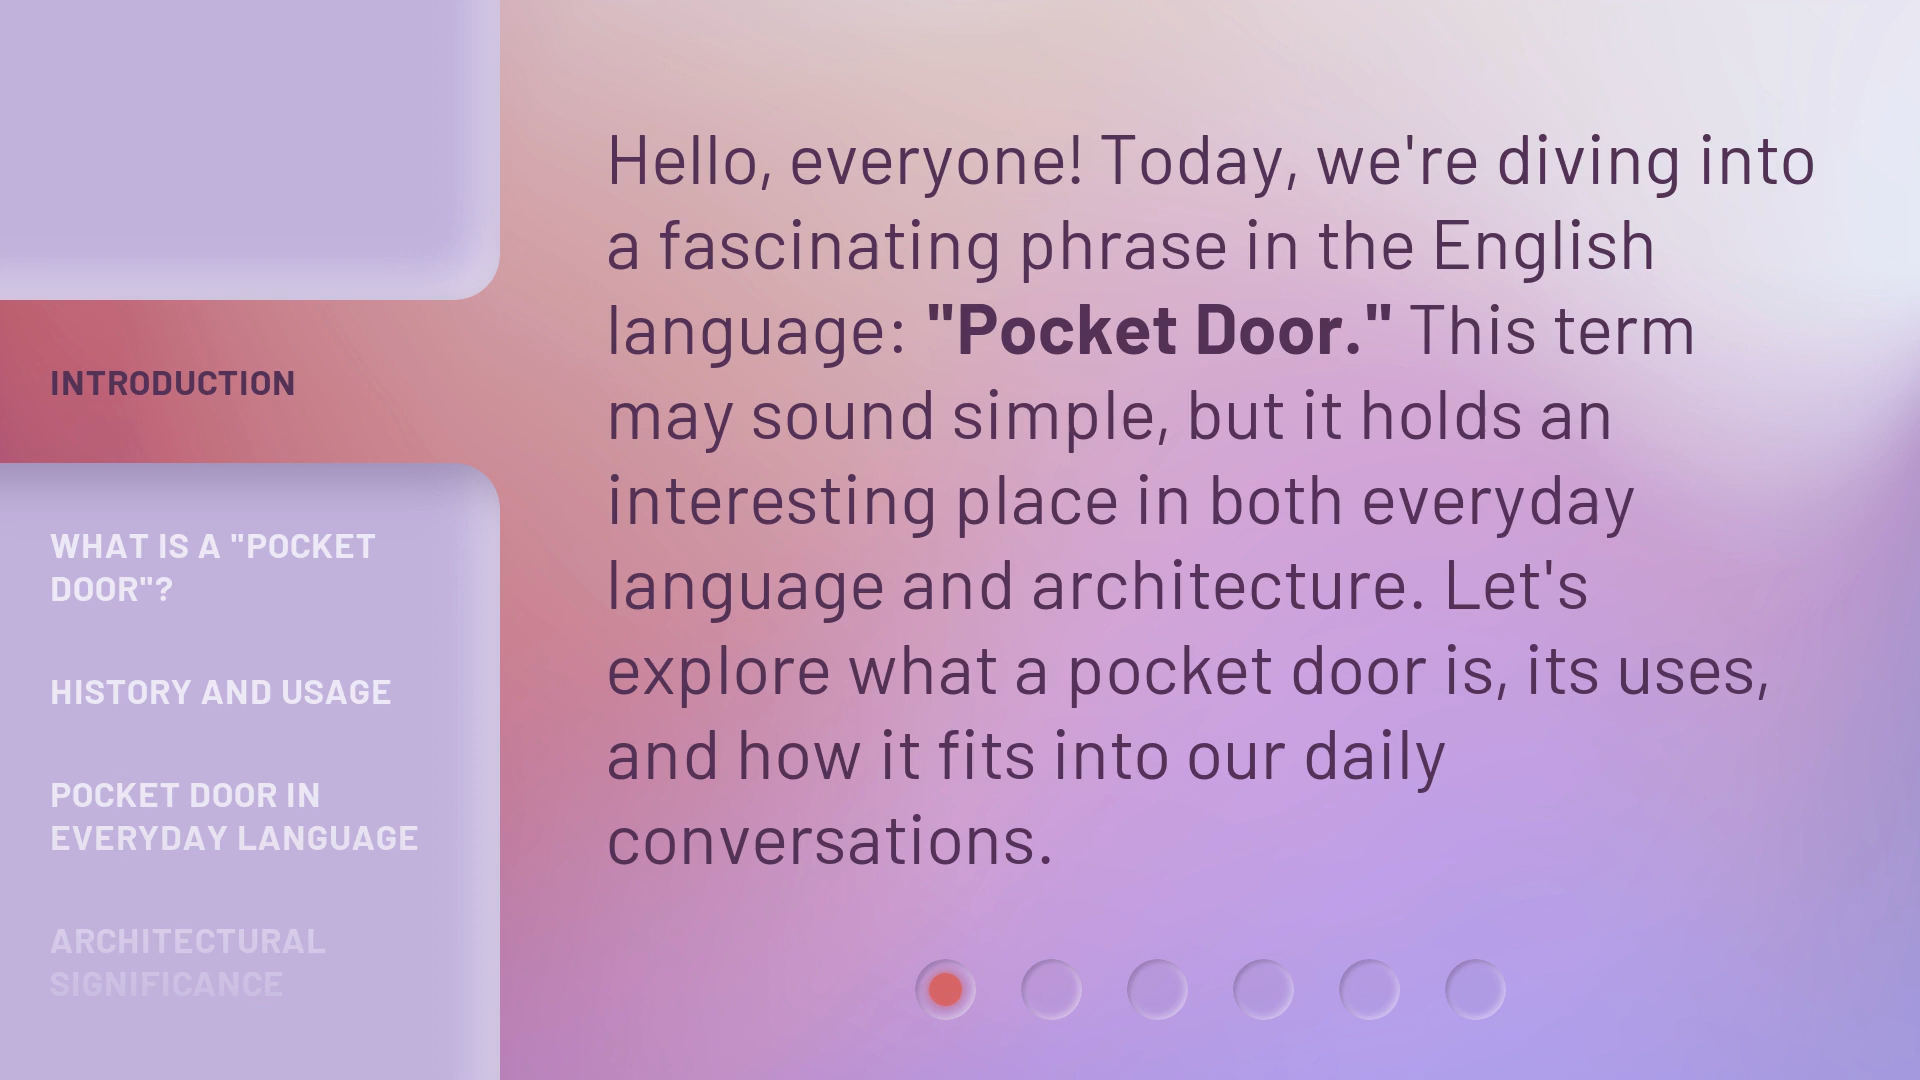 INTRODUCTION
WHAT IS A "POCKET
DOOR"?
HISTORY AND USAGE
POCKET DOOR IN
EVERYDAY LANGUAGE
ARCHITECTURAL
SIGNIFICANCE
Hello, everyone! Today, we're diving into
a fascinating phrase in the English
language: "Pocket Door." This term
may sound simple, but it holds an
interesting place in both everyday
language and architecture. Let's
explore what a pocket door is, its uses,
and how it fits into our daily
conversations.